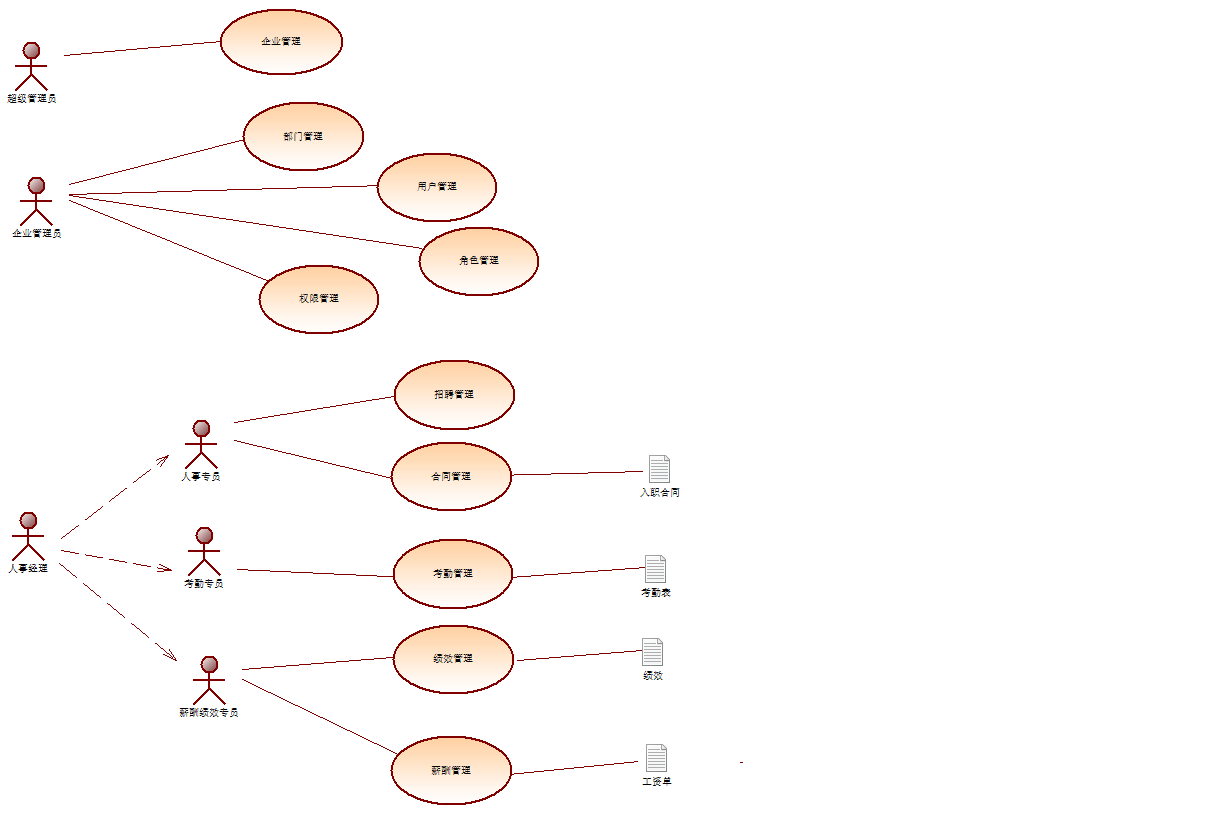 企业管理
超级管理员
部门管理
用户管理
企业管理员
角色管理
权限管理
招聘管理
人事专员
合同管理
入职合同
人事经理
考勤专员
考勤管理
考勤表
绩效管理
绩效
薪酬绩效专员
薪酬管理
工资单